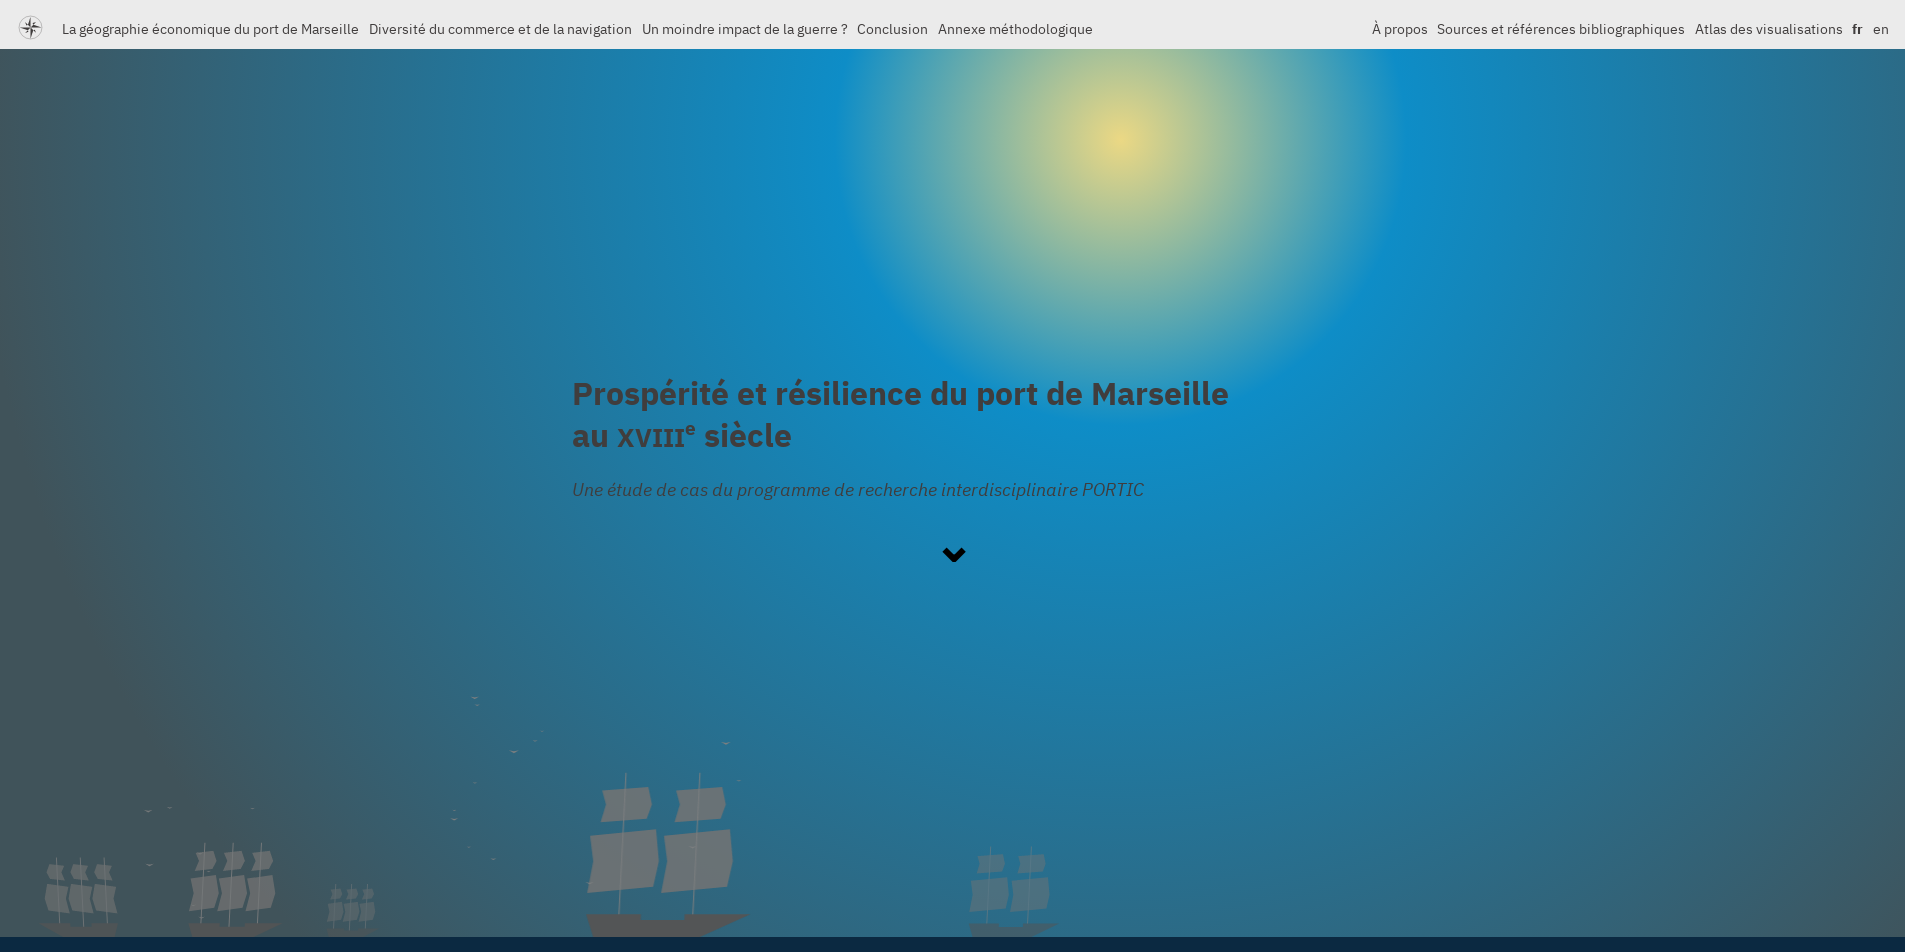 La géographie économique du port de Marseille Diversité du commerce et de la navigation Un moindre impact de la guerre ? Conclusion Annexe méthodologique À propos Sources et références bibliographiques Atlas des visualisations fr en
Prospérité et résilience du port de Marseille
au XVIIIe siècle
Une étude de cas du programme de recherche interdisciplinaire PORTIC